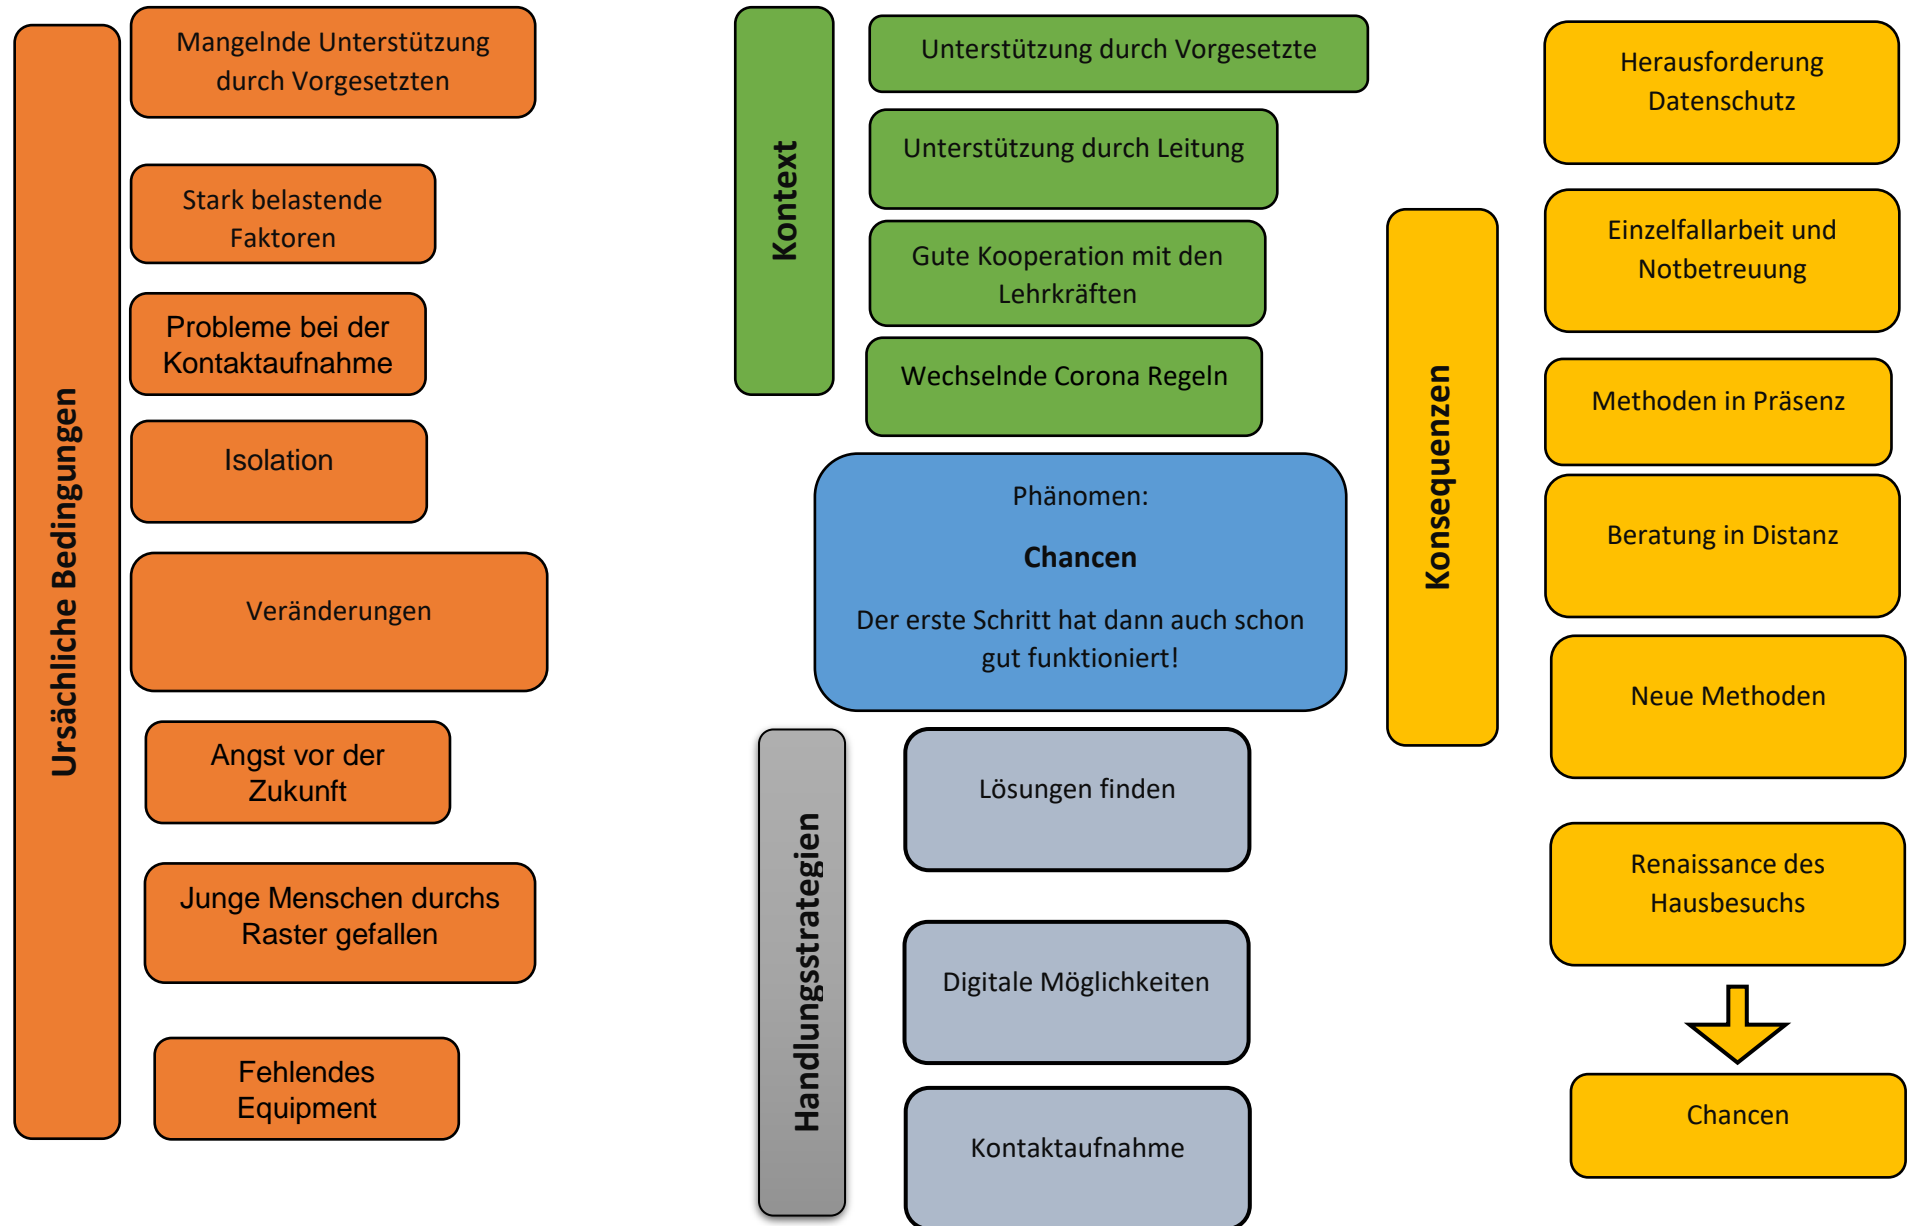 Ursächliche Bedingungen
Mangelnde Unterstützung
durch Vorgesetzten
Stark belastende
Faktoren
Probleme bei der
Kontaktaufnahme
Isolation
Veränderungen
Angst vor der
Zukunft
Junge Menschen durchs
Raster gefallen
Fehlendes
Equipment
Kontext
Unterstützung durch Vorgesetzte
Unterstützung durch Leitung
Gute Kooperation mit den
Lehrkräften
Wechselnde Corona Regeln
Phänomen:
Chancen
Der erste Schritt hat dann auch schon
gut funktioniert!
Handlungsstrategien
Lösungen finden
Digitale Möglichkeiten
Kontaktaufnahme
Konsequenzen
Herausforderung
Datenschutz
Einzelfallarbeit und
Notbetreuung
Methoden in Präsenz
Beratung in Distanz
Neue Methoden
Renaissance des
Hausbesuchs
Chancen